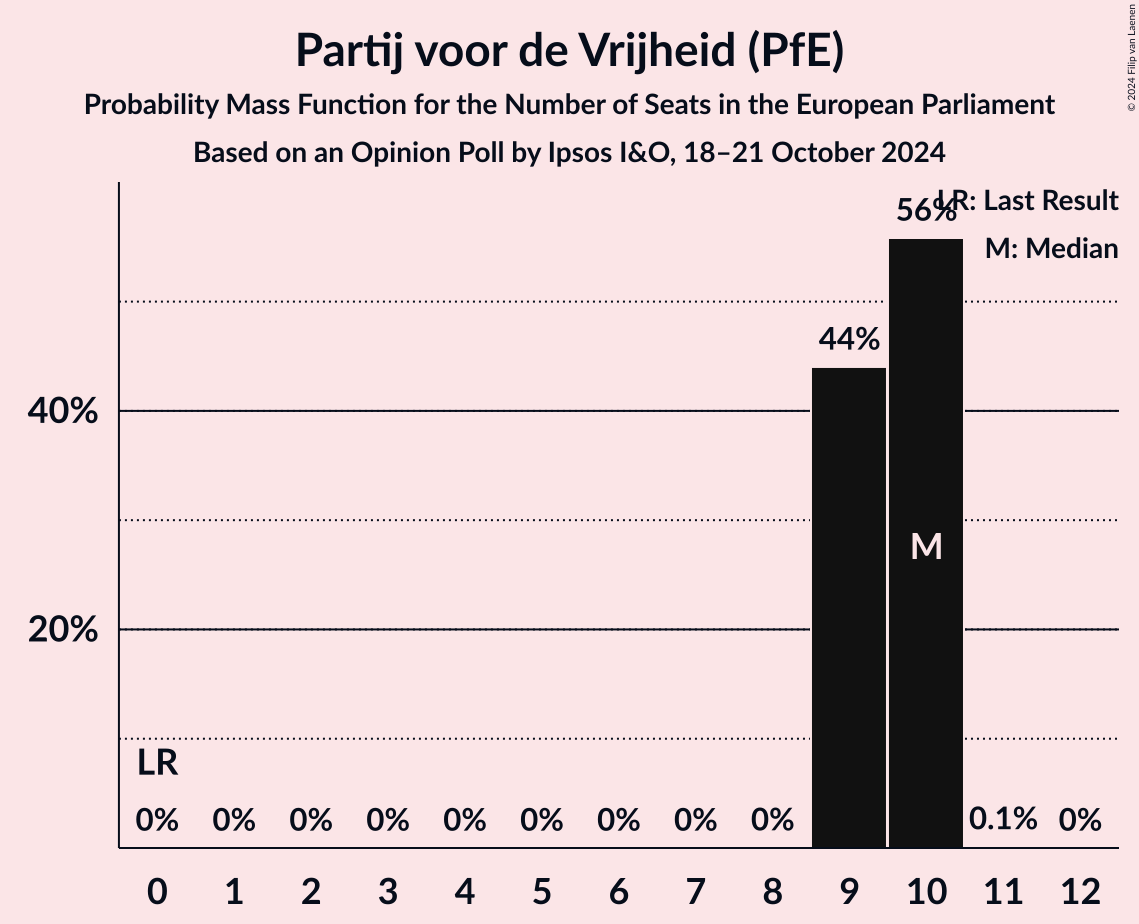 Partij voor de Vrijheid (PfE)
Probability Mass Function for the Number of Seats in the European Parliament
Based on an Opinion Poll by Ipsos I&O, 18–21 October 2024
© 2024 Filip van Laenen
LR: Last Result
M: Median
56%
44%
40%
M
20%
LR
0% 0% 0% 0% 0% 0% 0% 0% 0% 0.1% 0%
0 1 2 3 4 5 6 7 8 9 10 11 12